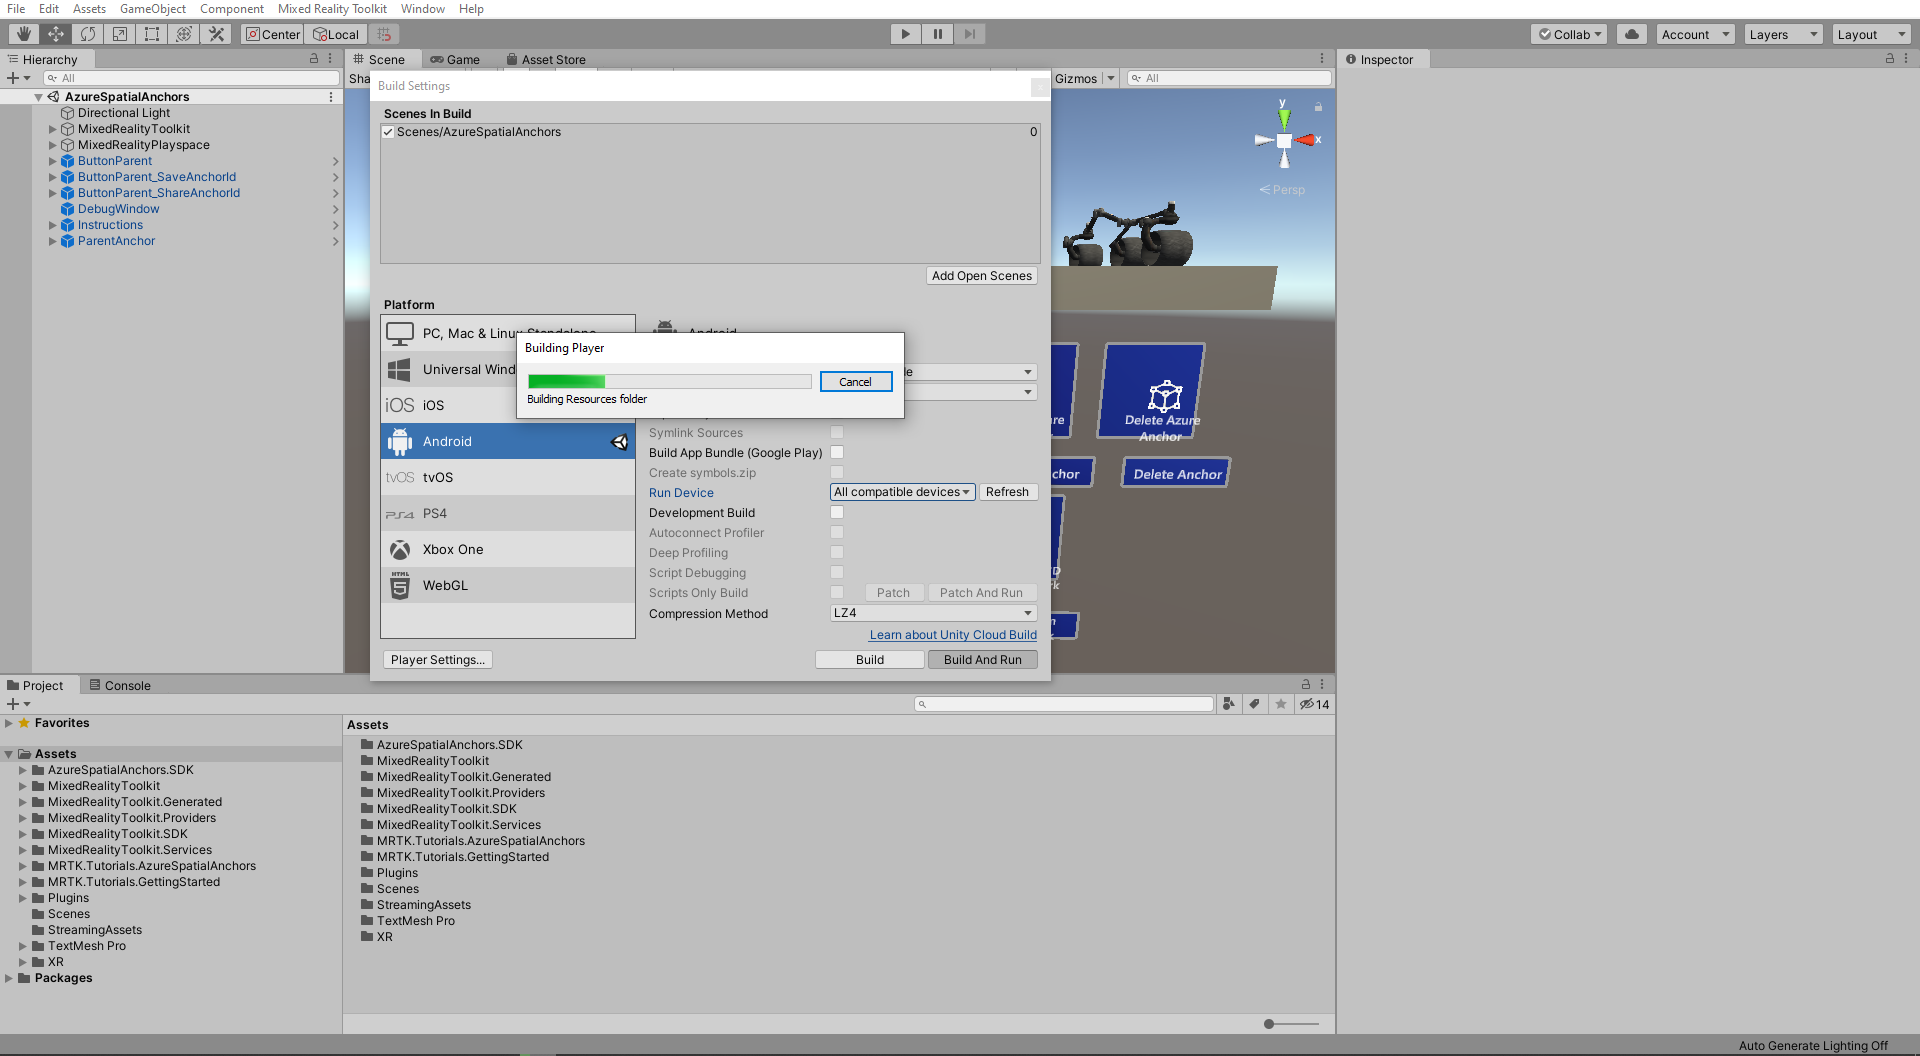 File Edit Assets GameObject Component Mixed Reality Toolkit Window Help
Center Local
Collab Account Layers Layout
Hierarchy
All
AzureSpatialAnchors
Directional Light
MixedRealityToolkit
MixedRealityPlayspace
ButtonParent
ButtonParent_SaveAnchorId
ButtonParent_ShareAnchorId
DebugWindow
Instructions
ParentAnchor
Scene Game Asset Store
Sha
Gizmos All
y
x
Persp
Delete Azure
Anchor
Delete Anchor
chor
re
D
rk
n
Build Settings
Scenes In Build
Scenes/AzureSpatialAnchors 0
Add Open Scenes
Platform
PC, Mac & Linux Standalone
Universal Wind
iOS iOS
Android
tvOS tvOS
PS4 PS4
Xbox One
HTML
5 WebGL
Android
le
Building Player
Cancel
Building Resources folder
Symlink Sources
Build App Bundle (Google Play)
Create symbols.zip
Run Device All compatible devices Refresh
Development Build
Autoconnect Profiler
Deep Profiling
Script Debugging
Scripts Only Build Patch Patch And Run
Compression Method LZ4
Learn about Unity Cloud Build
Player Settings... Build Build And Run
Inspector
Project Console
14
Favorites
Assets
AzureSpatialAnchors.SDK
MixedRealityToolkit
MixedRealityToolkit.Generated
MixedRealityToolkit.Providers
MixedRealityToolkit.SDK
MixedRealityToolkit.Services
MRTK.Tutorials.AzureSpatialAnchors
MRTK.Tutorials.GettingStarted
Plugins
Scenes
StreamingAssets
TextMesh Pro
XR
Packages
Assets
AzureSpatialAnchors.SDK
MixedRealityToolkit
MixedRealityToolkit.Generated
MixedRealityToolkit.Providers
MixedRealityToolkit.SDK
MixedRealityToolkit.Services
MRTK.Tutorials.AzureSpatialAnchors
MRTK.Tutorials.GettingStarted
Plugins
Scenes
StreamingAssets
TextMesh Pro
XR
Auto Generate Lighting Off